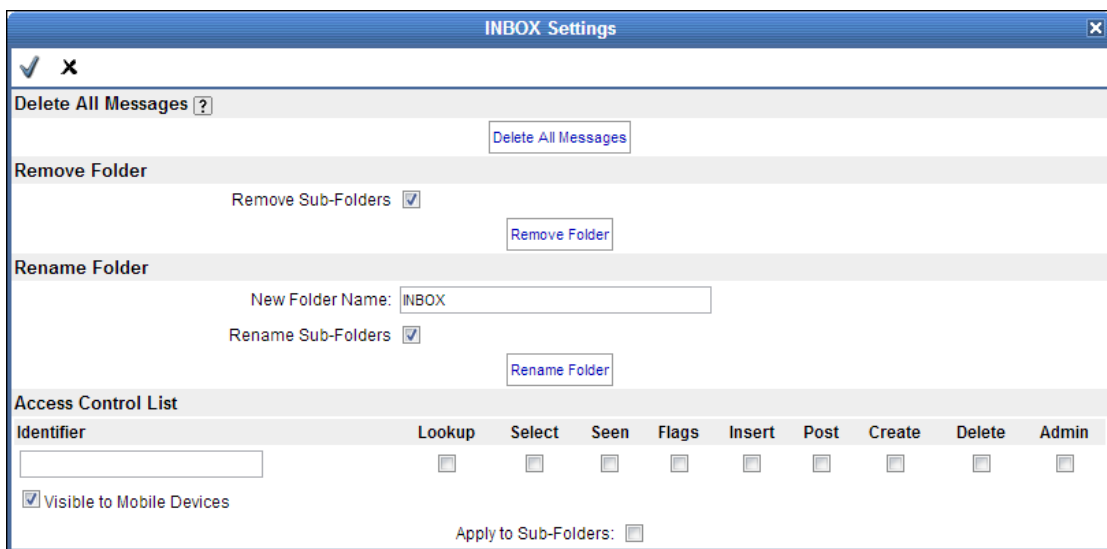 INBOX Settings
Delete All Messages ?
Delete All Messages
Remove Folder
Remove Sub-Folders
Remove Folder
Rename Folder
New Folder Name: INBOX
Rename Sub-Folders
Rename Folder
Access Control List
Identifier Lookup Select Seen Flags Insert Post Create Delete Admin
Visible to Mobile Devices
Apply to Sub-Folders: